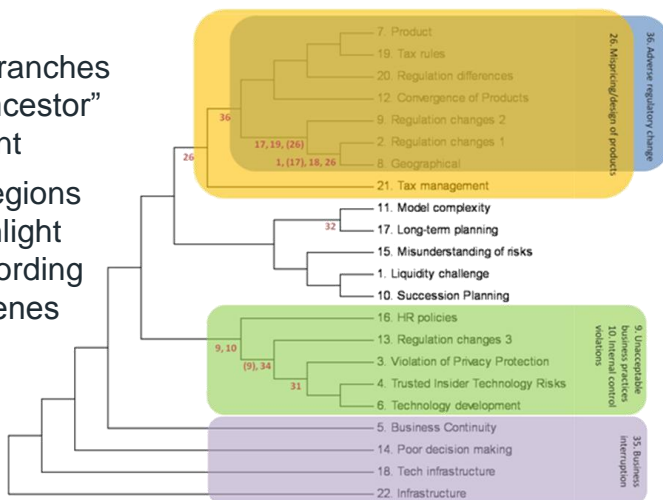 ranches
ncestor”
nt
egions
nlight
ording
enes
7. Product
19. Tax rules
20. Regulation differences
12. Convergence of Products
36
9. Regulation changes 2
17, 19, (26)
2. Regulation changes 1
1, (17), 18, 26
8. Geographical
26
21. Tax management
26. Mispricing/design of products
36. Adverse regulatory change
11. Model complexity
32
17. Long-term planning
15. Misunderstanding of risks
1. Liquidity challenge
10. Succession Planning
16. HR policies
9, 10
13. Regulation changes 3
(9), 34
3. Violation of Privacy Protection
31
4. Trusted Insider Technology Risks
6. Technology development
9. Unacceptable
business practices
10. Internal control
violations
5. Business Continuity
14. Poor decision making
18. Tech infrastructure
22. Infrastructure
35. Business
interruption